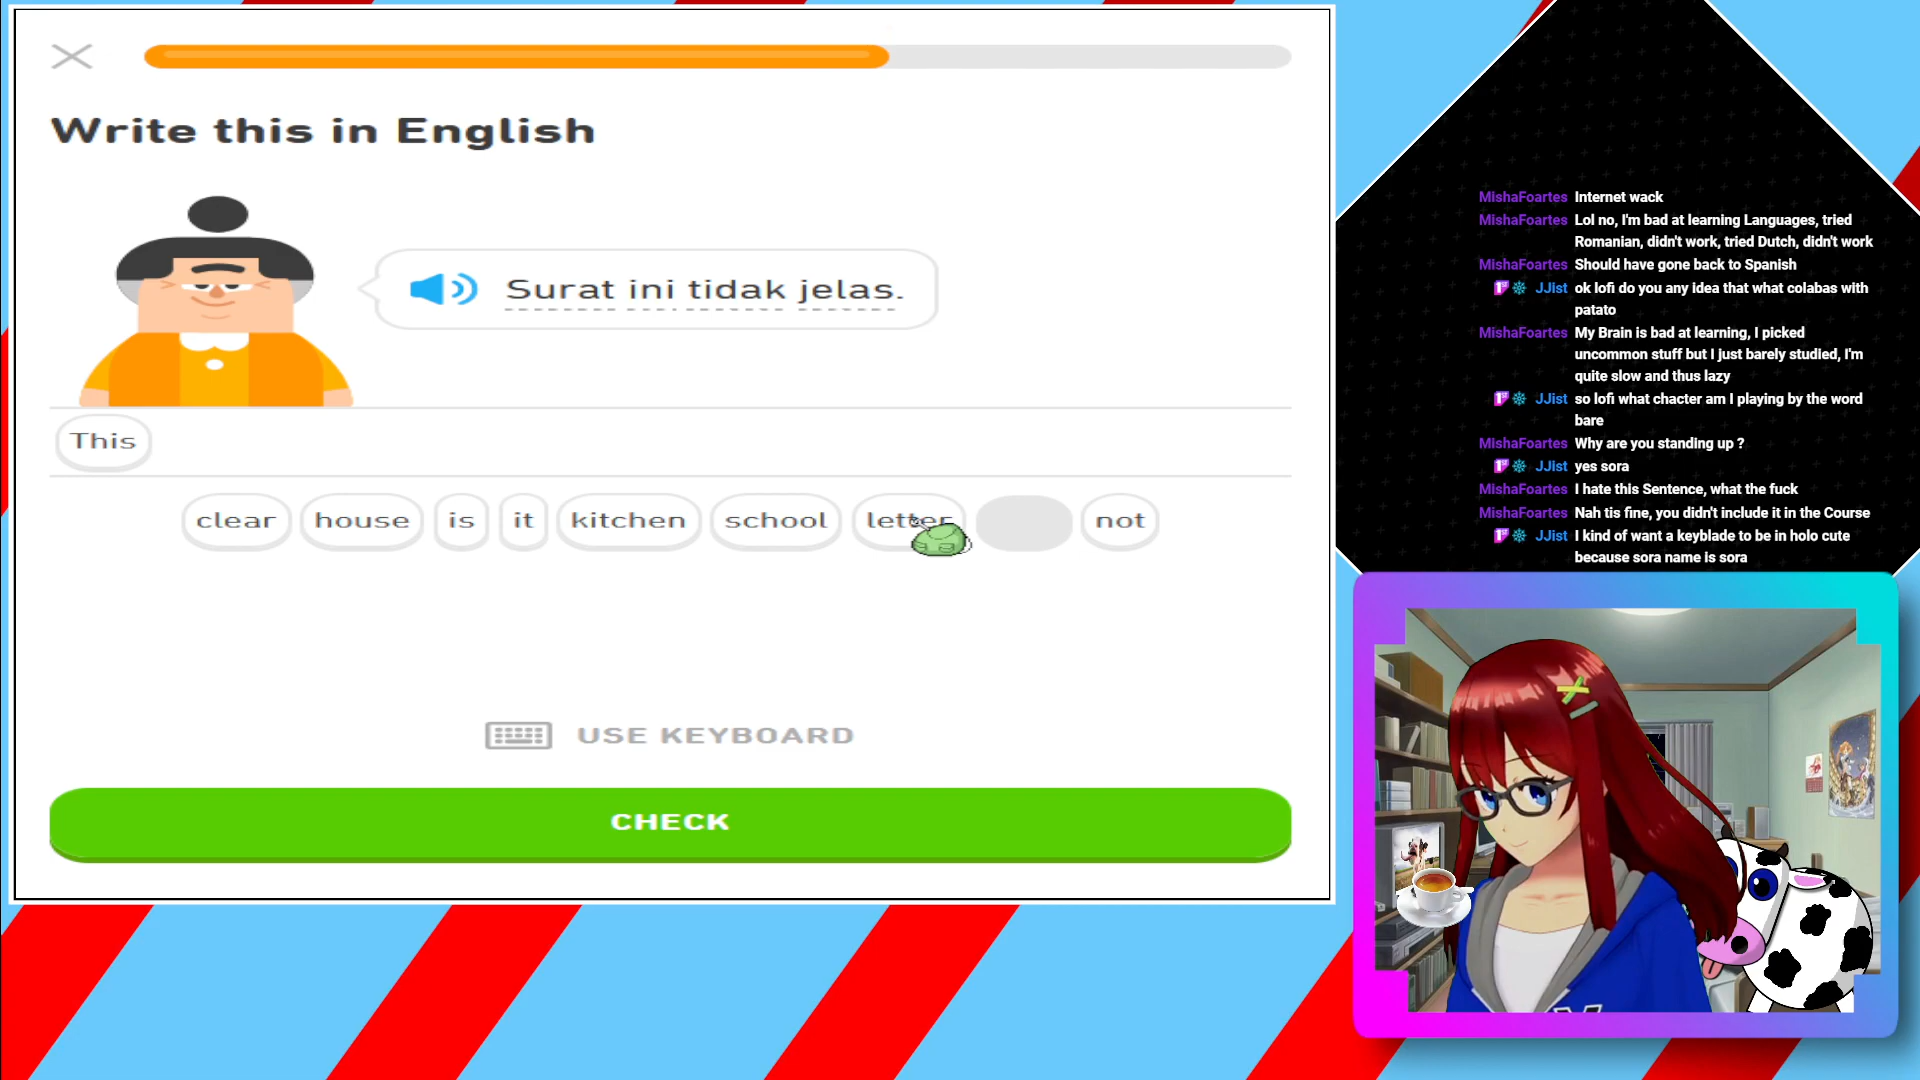 Write this in English
Surat ini tidak jelas.
This
clear house is it kitchen school letter not
USE KEYBOARD
CHECK
MishaFoartes Internet wack
MishaFoartes Lol no, I'm bad at learning Languages, tried
Romanian, didn't work, tried Dutch, didn't work
MishaFoartes Should have gone back to Spanish
JJist ok lofi do you any idea that what colabas with
patato
MishaFoartes My Brain is bad at learning, I picked
uncommon stuff but I just barely studied, I'm
quite slow and thus lazy
JJist so lofi what chacter am I playing by the word
bare
MishaFoartes Why are you standing up ?
JJist yes sora
MishaFoartes I hate this Sentence, what the fuck
MishaFoartes Nah tis fine, you didn't include it in the Course
JJist I kind of want a keyblade to be in holo cute
because sora name is sora